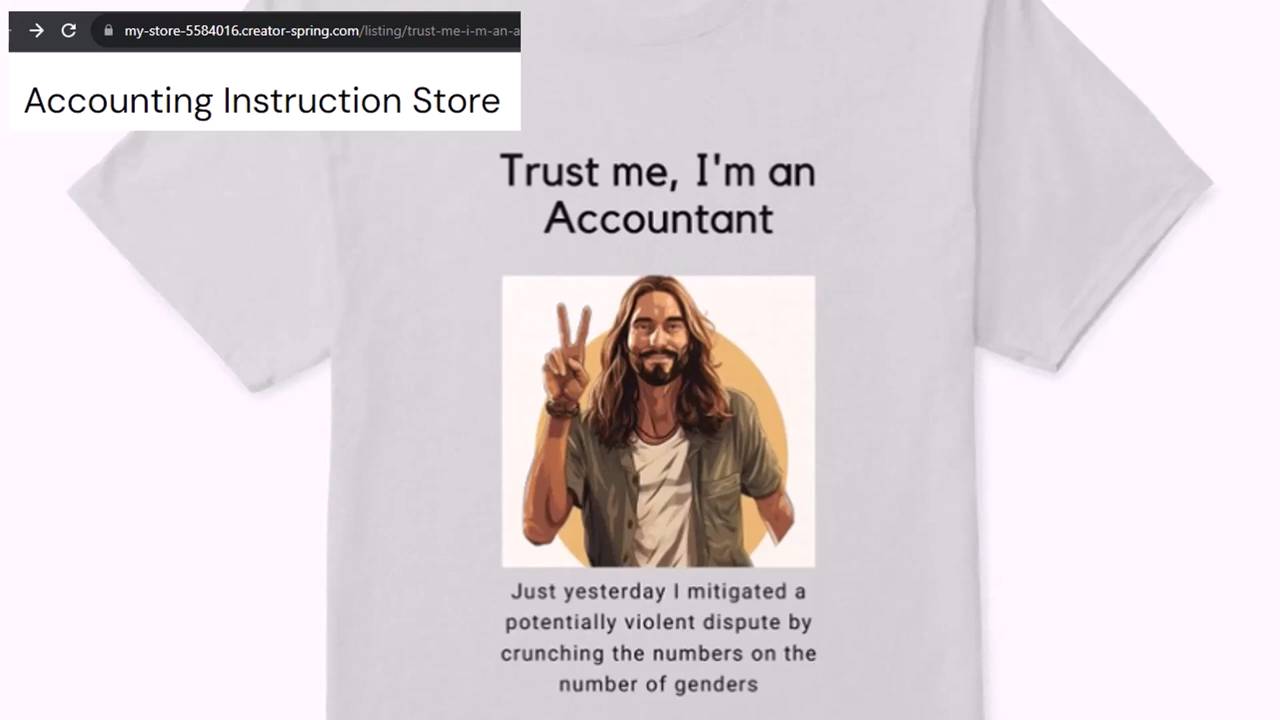 my-store-5584016.creator-spring.com/listing/trust-me-i-m-an-a
Accounting Instruction Store
Trust me, I'm an
Accountant
Just yesterday I mitigated a
potentially violent dispute by
crunching the numbers on the
number of genders